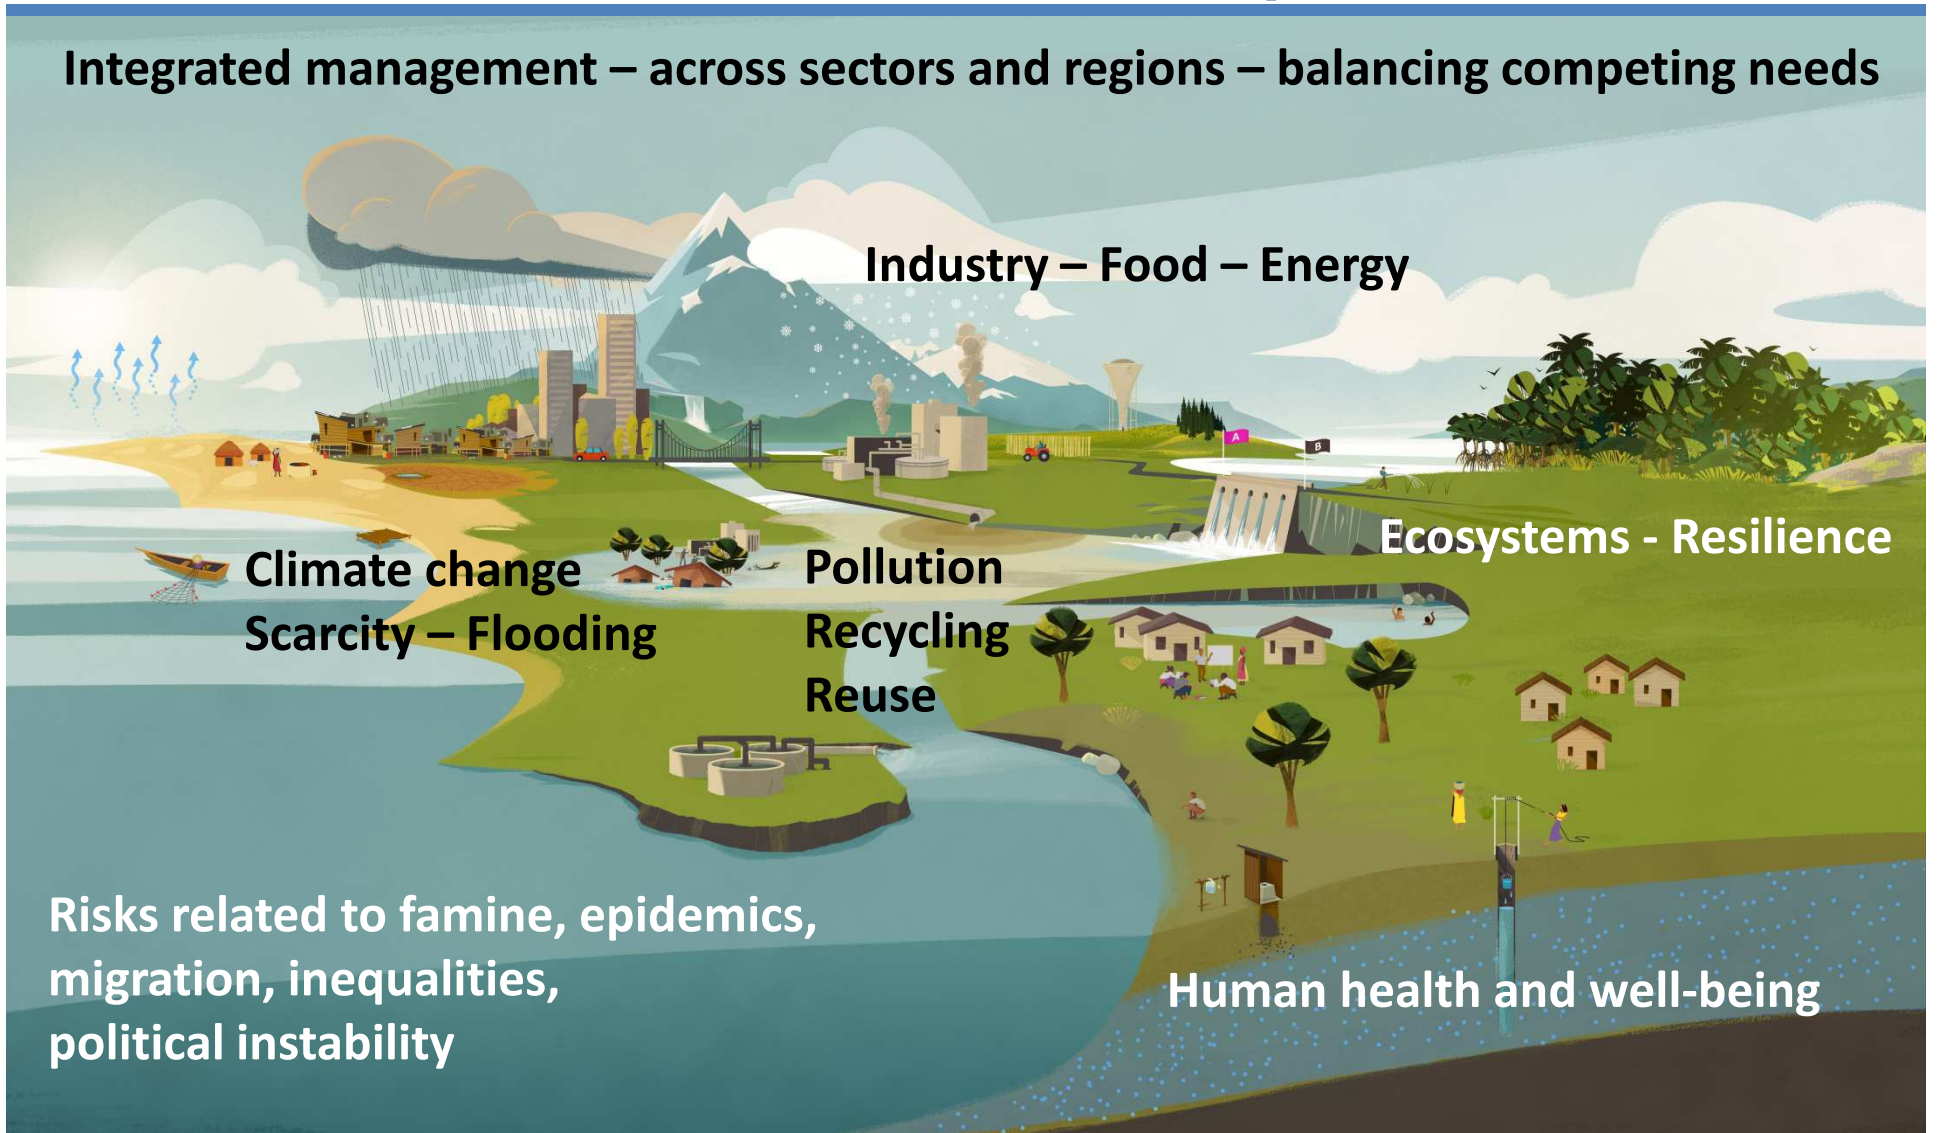 Integrated management – across sectors and regions – balancing competing needs
Industry – Food – Energy
A
B
Ecosystems - Resilience
Climate change
Scarcity – Flooding
Pollution
Recycling
Reuse
Risks related to famine, epidemics,
migration, inequalities,
political instability
Human health and well-being